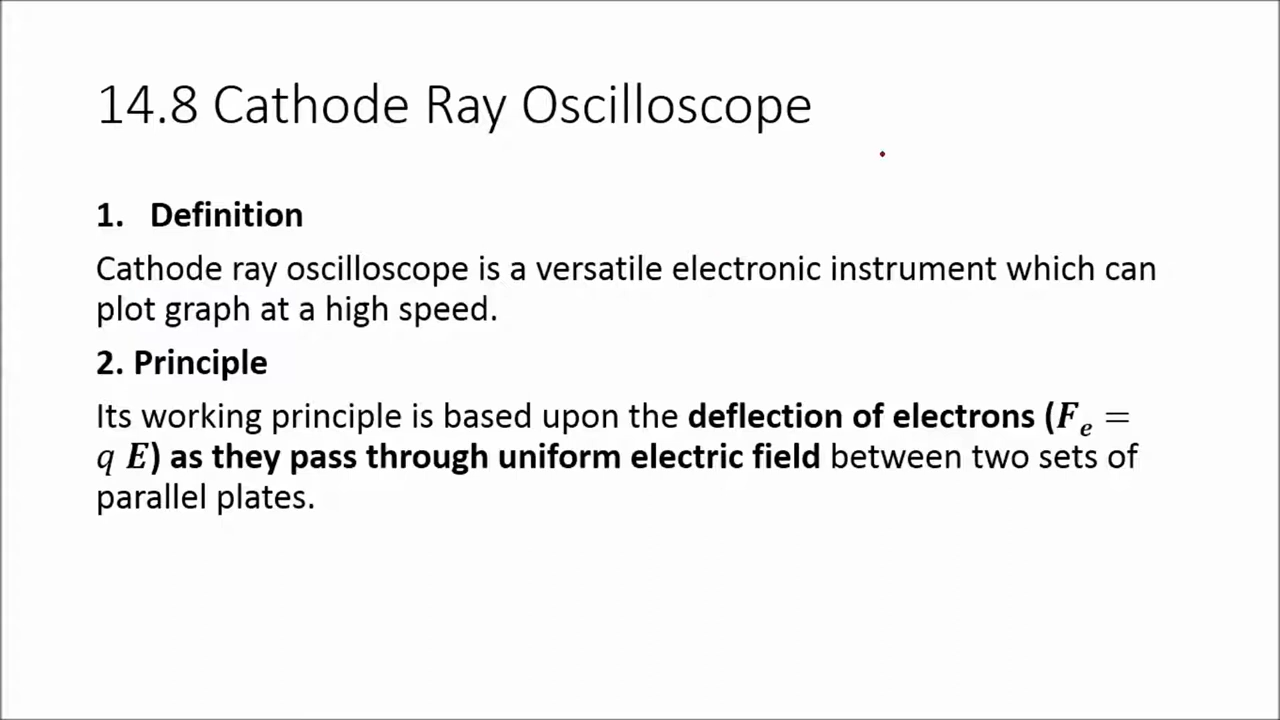 14.8 Cathode Ray Oscilloscope
1. Definition
Cathode ray oscilloscope is a versatile electronic instrument which can
plot graph at a high speed.
2. Principle
Its working principle is based upon the deflection of electrons (Fₑ =
q E) as they pass through uniform electric field between two sets of
parallel plates.